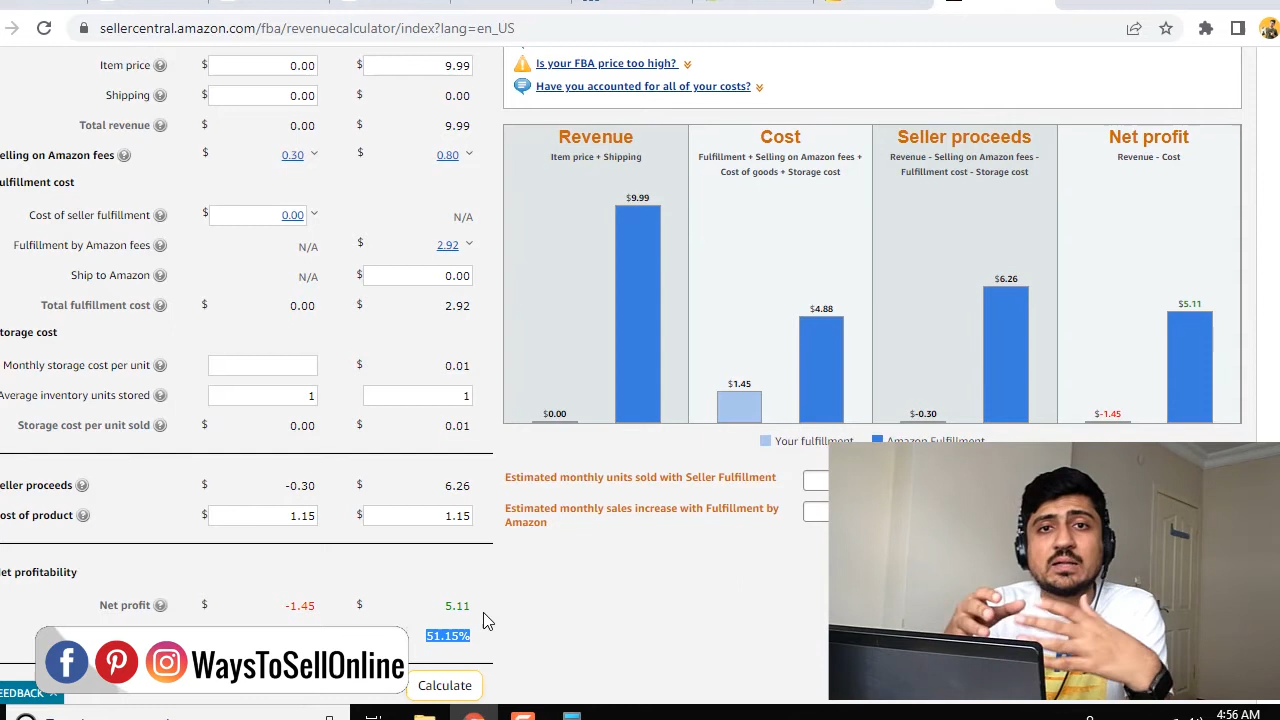 sellercentral.amazon.com/fba/revenuecalculator/index?lang=en_US
Item price ? $ 0.00 $ 9.99
Shipping ? $ 0.00 $ 0.00
Total revenue ? $ 0.00 $ 9.99
elling on Amazon fees ? $ 0.30 $ 0.80
ulfillment cost
Cost of seller fulfillment ? $ 0.00 N/A
Fulfillment by Amazon fees ? N/A $ 2.92
Ship to Amazon ? N/A $ 0.00
Total fulfillment cost ? $ 0.00 $ 2.92
torage cost
Monthly storage cost per unit ? $ 0.01
Average inventory units stored ? 1 1
Storage cost per unit sold ? $ 0.00 $ 0.01
eller proceeds ? $ -0.30 $ 6.26
ost of product ? $ 1.15 $ 1.15
et profitability
Net profit ? $ -1.45 $ 5.11
51.15%
Calculate
EEDBACK
WaysToSellOnline
Is your FBA price too high?
Have you accounted for all of your costs?
Revenue
Item price + Shipping
$9.99
$0.00
Cost
Fulfillment + Selling on Amazon fees +
Cost of goods + Storage cost
$4.88
$1.45
Seller proceeds
Revenue - Selling on Amazon fees -
Fulfillment cost - Storage cost
$6.26
$-0.30
Net profit
Revenue - Cost
$5.11
$-1.45
Your fulfillment
Amazon Fulfillment
Estimated monthly units sold with Seller Fulfillment
Estimated monthly sales increase with Fulfillment by
Amazon
4:56 AM